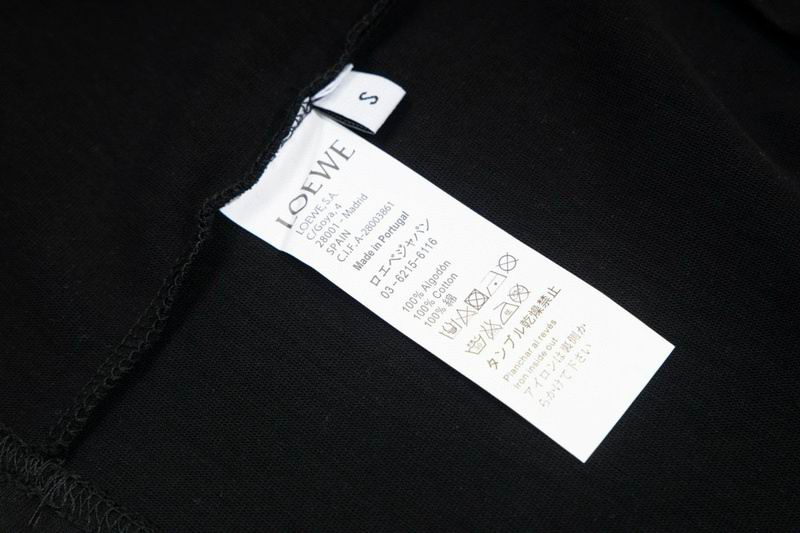 S
LOEWE
LOEWE, S.A.
C/Goya, 4
28001 - Madrid
SPAIN
C.I.F. A-28003861
Made in Portugal
ロエベジャパン
03-6215-6116
100% Algodón
100% Cotton
100% 綿
タンブル乾燥禁止
Planchar al revés
Iron inside out
アイロンは裏側か
らかけて下さい